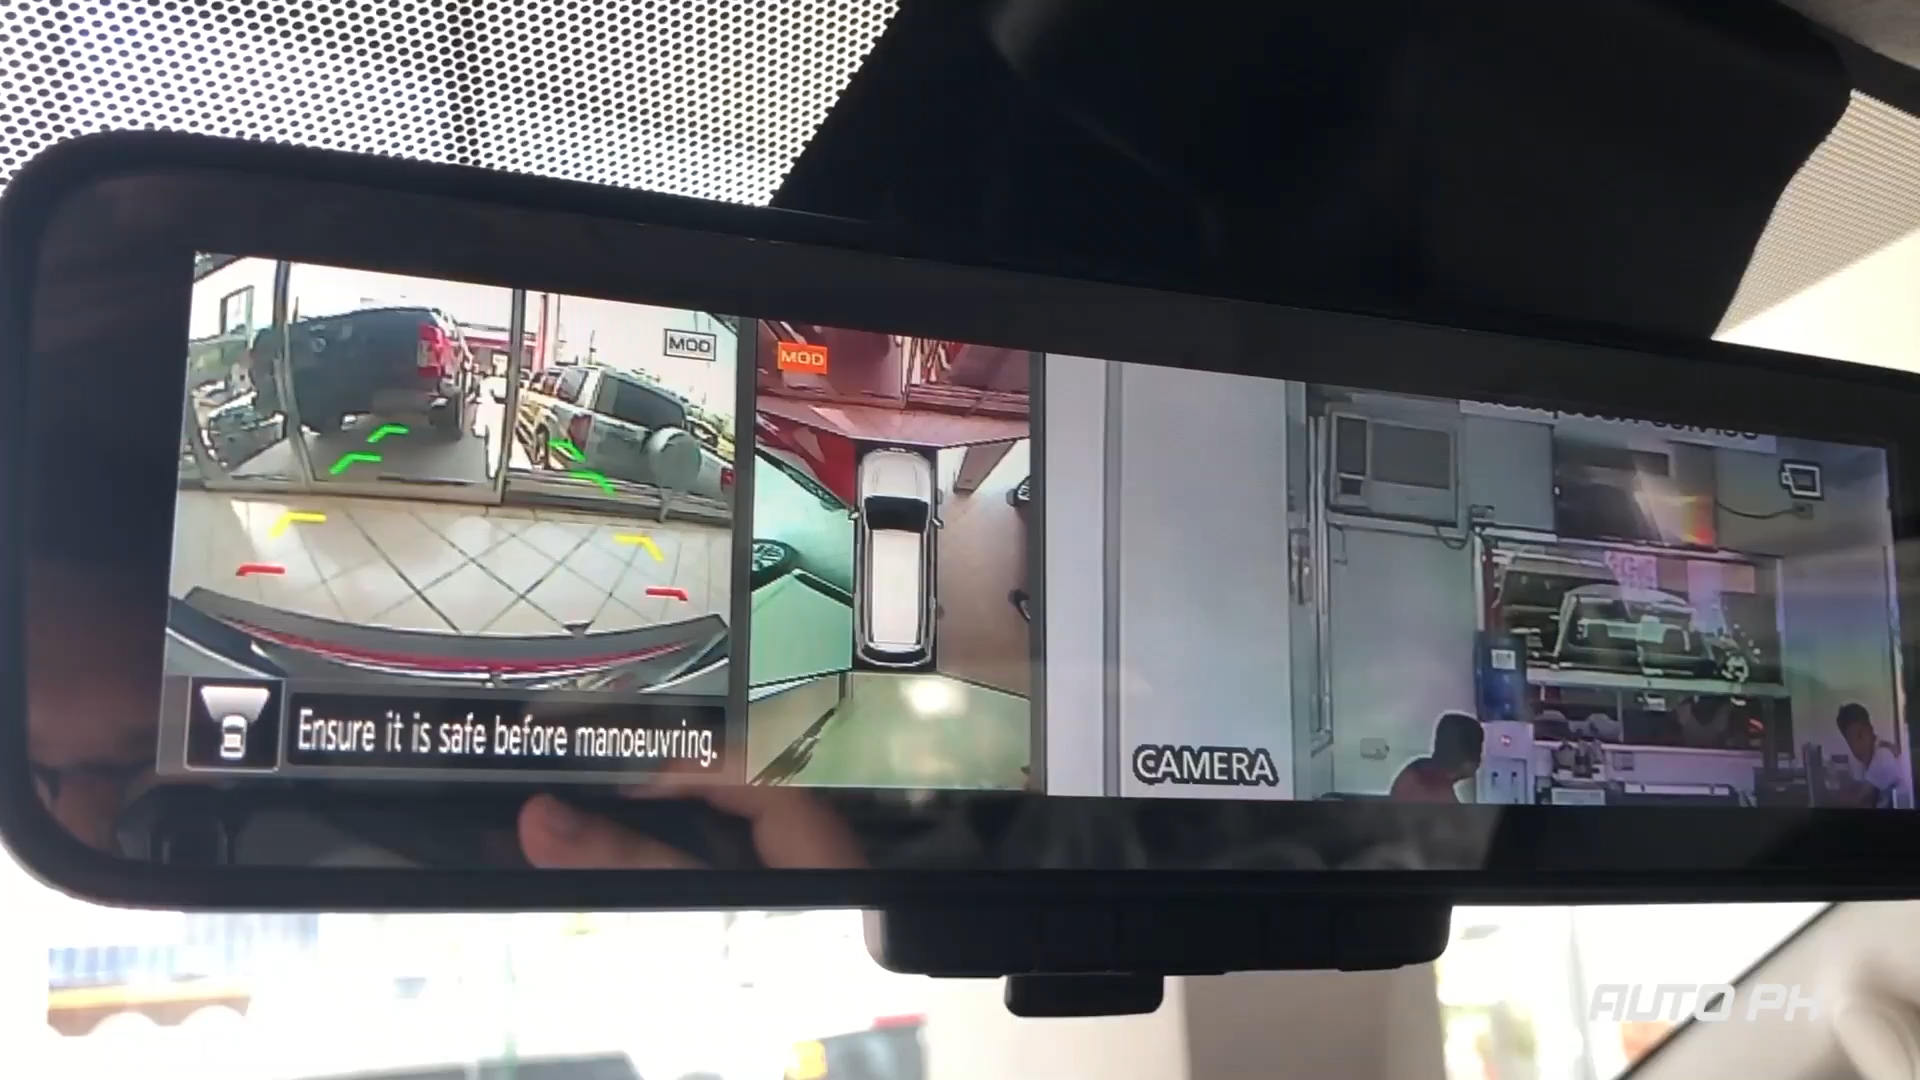 MOD
MOD
Ensure it is safe before manoeuvring.
CAMERA
AUTO PH